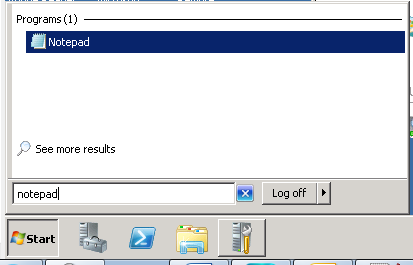 Programs (1)
Notepad
See more results
notepad
Log off
Start